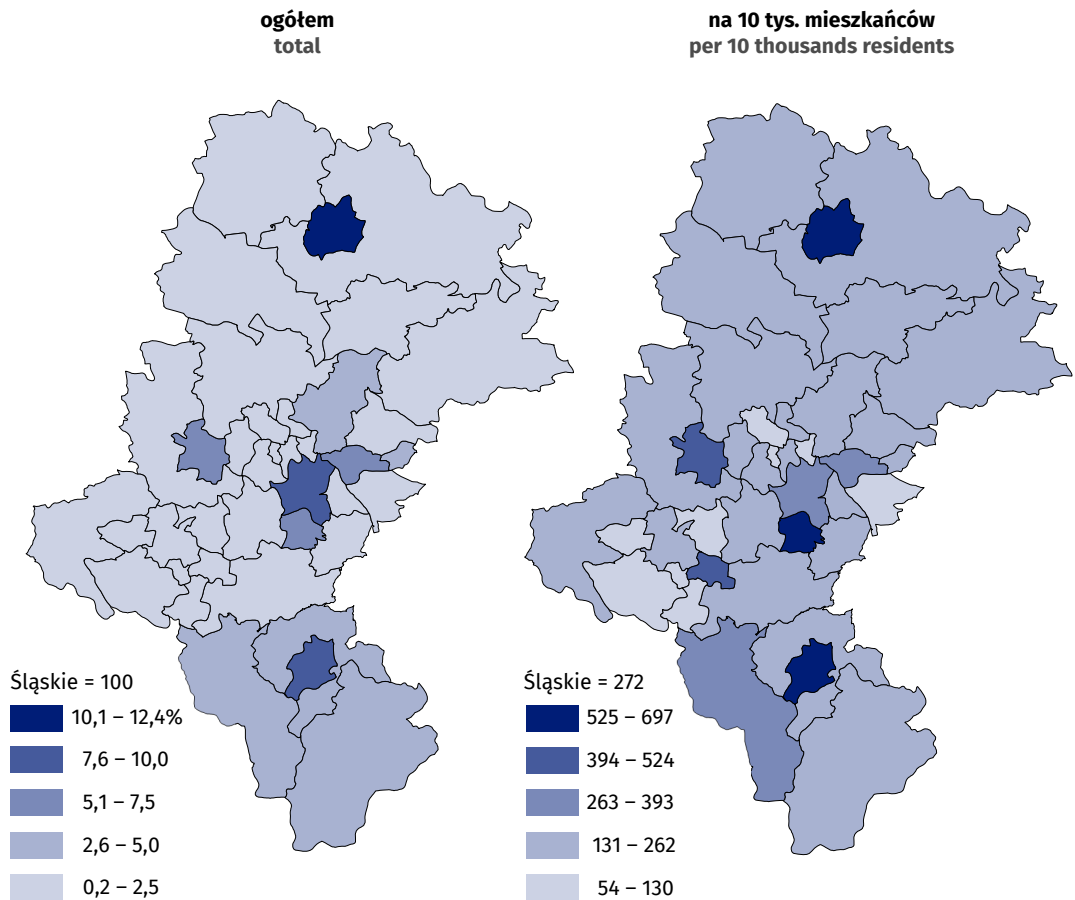 ogółem
total
Śląskie = 100
10,1 – 12,4%
7,6 – 10,0
5,1 – 7,5
2,6 – 5,0
0,2 – 2,5
na 10 tys. mieszkańców
per 10 thousands residents
Śląskie = 272
525 – 697
394 – 524
263 – 393
131 – 262
54 – 130